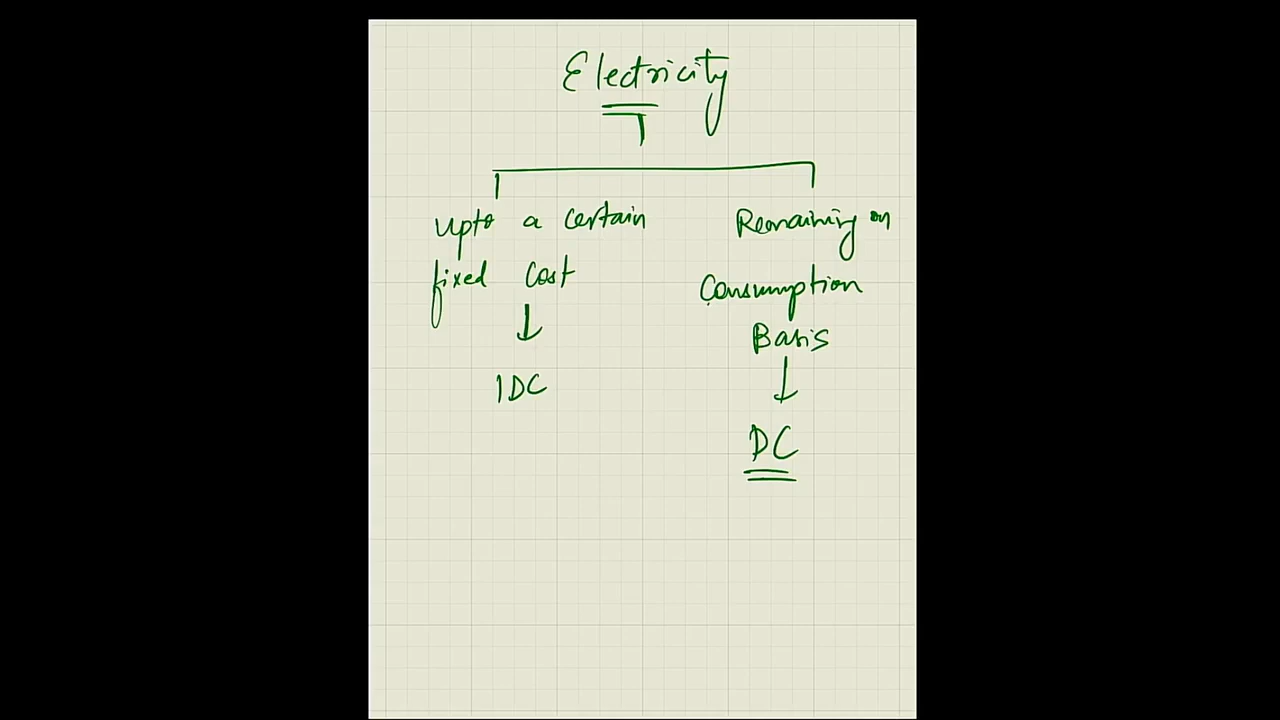 Electricity
upto a certain
fixed cost
IDC
Remaining on
Consumption
Basis
DC